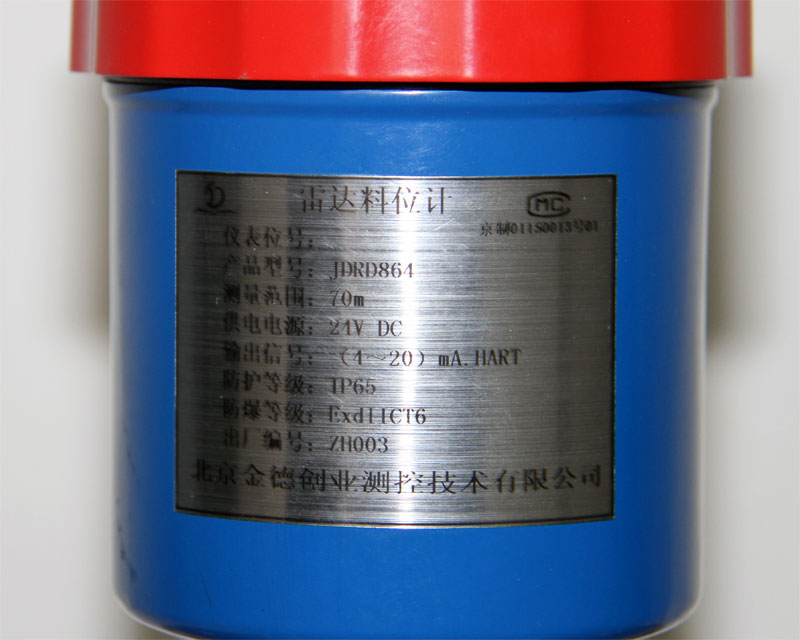 雷达料位计
MC
京制01150013号01
仪表位号:
产品型号: JDRD864
测量范围: 70m
供电电源: 24V DC
输出信号: (4~20) mA.HART
防护等级: IP65
防爆等级: ExdIICT6
出厂编号: ZH003
北京金德创业测控技术有限公司